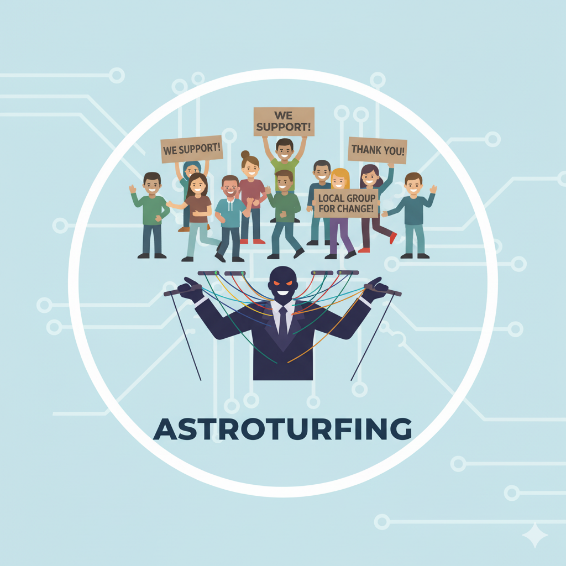 WE
SUPPORT!
WE SUPPORT!
THANK YOU!
LOCAL GROUP
FOR CHANGE!
ASTROTURFING